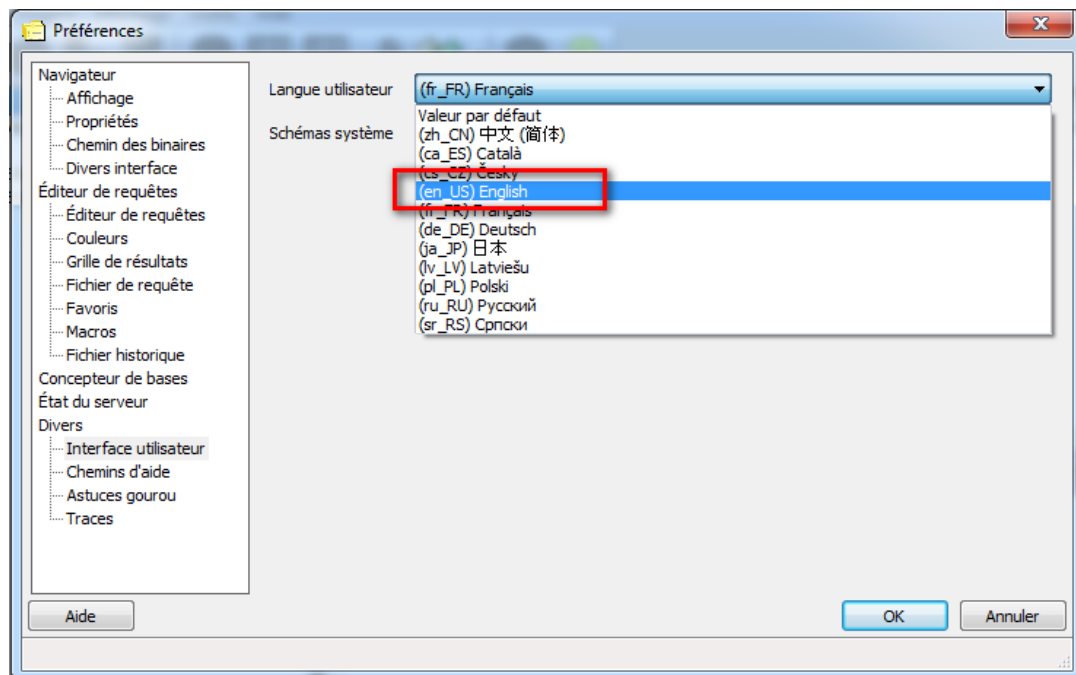 Préférences
Navigateur
Affichage
Propriétés
Chemin des binaires
Divers interface
Éditeur de requêtes
Éditeur de requêtes
Couleurs
Grille de résultats
Fichier de requête
Favoris
Macros
Fichier historique
Concepteur de bases
État du serveur
Divers
Interface utilisateur
Chemins d'aide
Astuces gourou
Traces
Langue utilisateur
(fr_FR) Français
Schémas système
Valeur par défaut
(zh_CN) 中文 (简体)
(ca_ES) Català
(cs_CZ) Česky
(en_US) English
(fr_FR) Français
(de_DE) Deutsch
(ja_JP) 日本
(lv_LV) Latviešu
(pl_PL) Polski
(ru_RU) Русский
(sr_RS) Српски
Aide
OK
Annuler